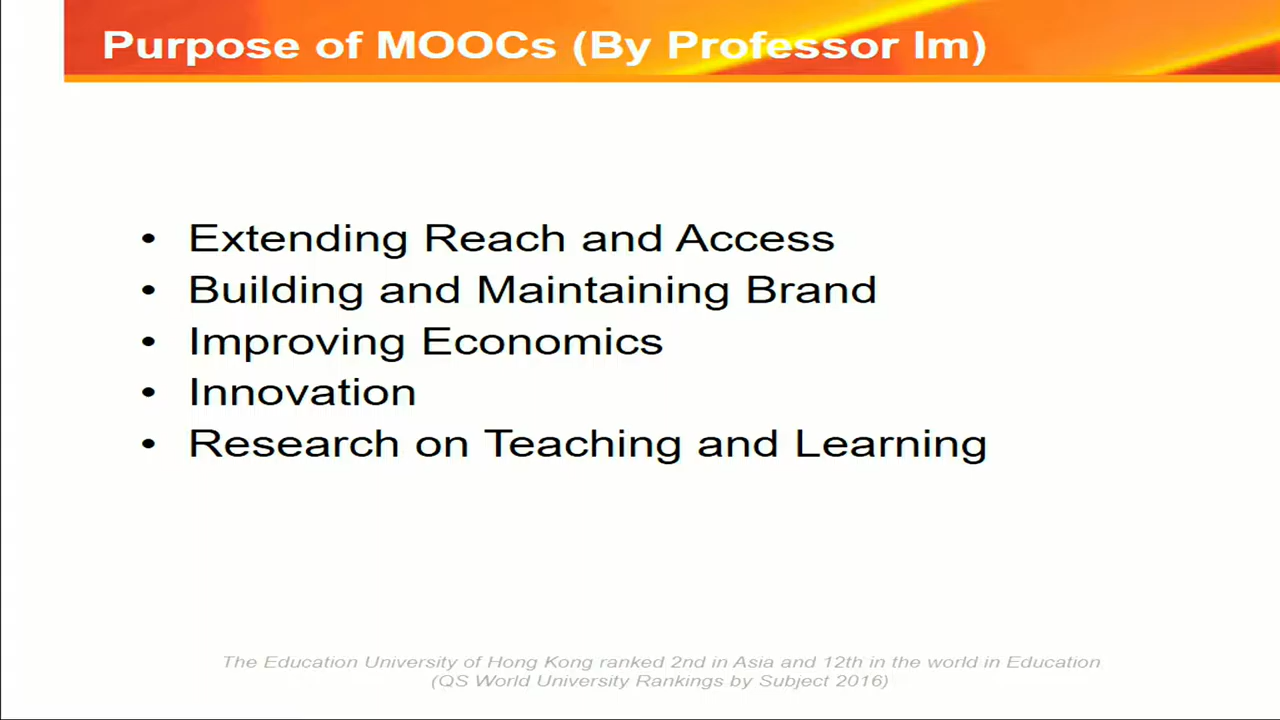 Purpose of MOOCs (By Professor Im)
• Extending Reach and Access
• Building and Maintaining Brand
• Improving Economics
• Innovation
• Research on Teaching and Learning
The Education University of Hong Kong ranked 2nd in Asia and 12th in the world in Education
(QS World University Rankings by Subject 2016)